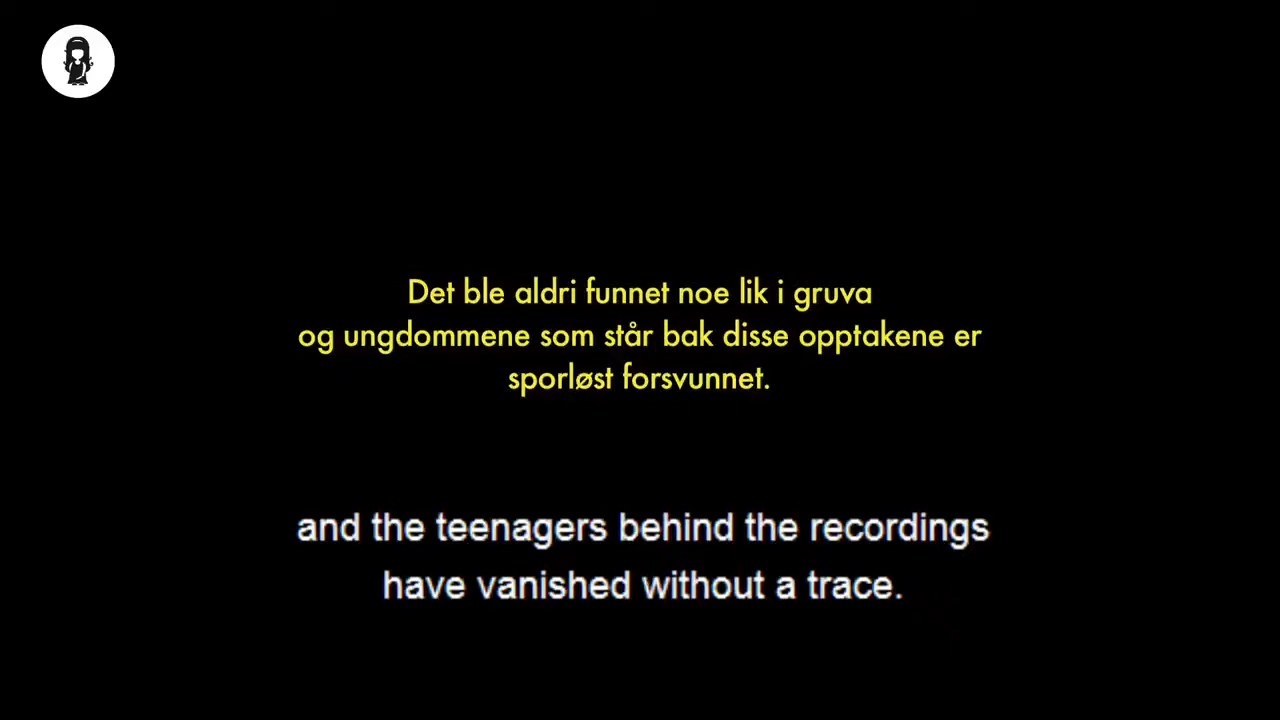 Det ble aldri funnet noe lik i gruva
og ungdommene som står bak disse opptakene er
sporløst forsvunnet.
and the teenagers behind the recordings
have vanished without a trace.